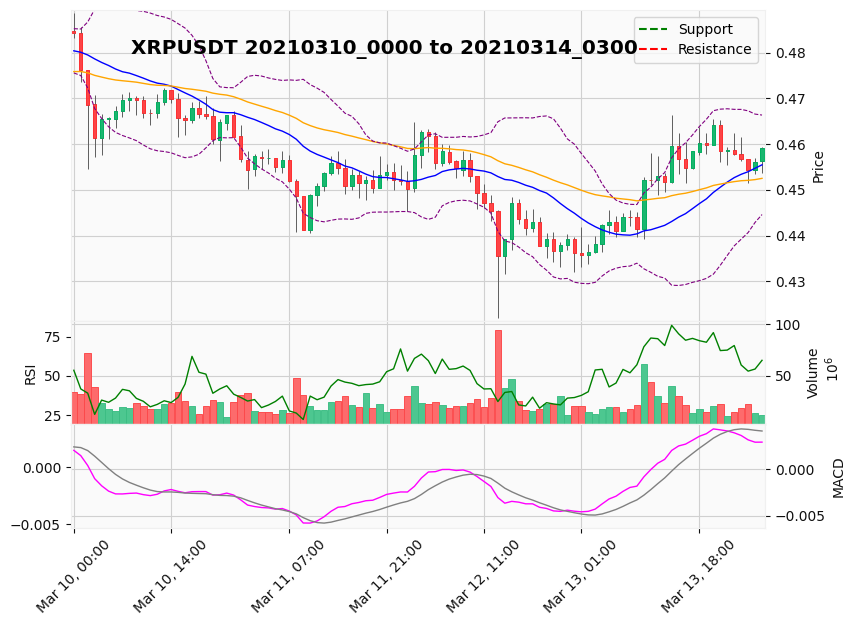 XRPUSDT 20210310_0000 to 20210314_0300
Support
Resistance
0.48
0.47
0.46
0.45
0.44
0.43
Price
75
50
25
RSI
100
50
Volume
10^6
0.000
−0.005
0.000
−0.005
MACD
Mar 10, 00:00
Mar 10, 14:00
Mar 11, 07:00
Mar 11, 21:00
Mar 12, 11:00
Mar 13, 01:00
Mar 13, 18:00